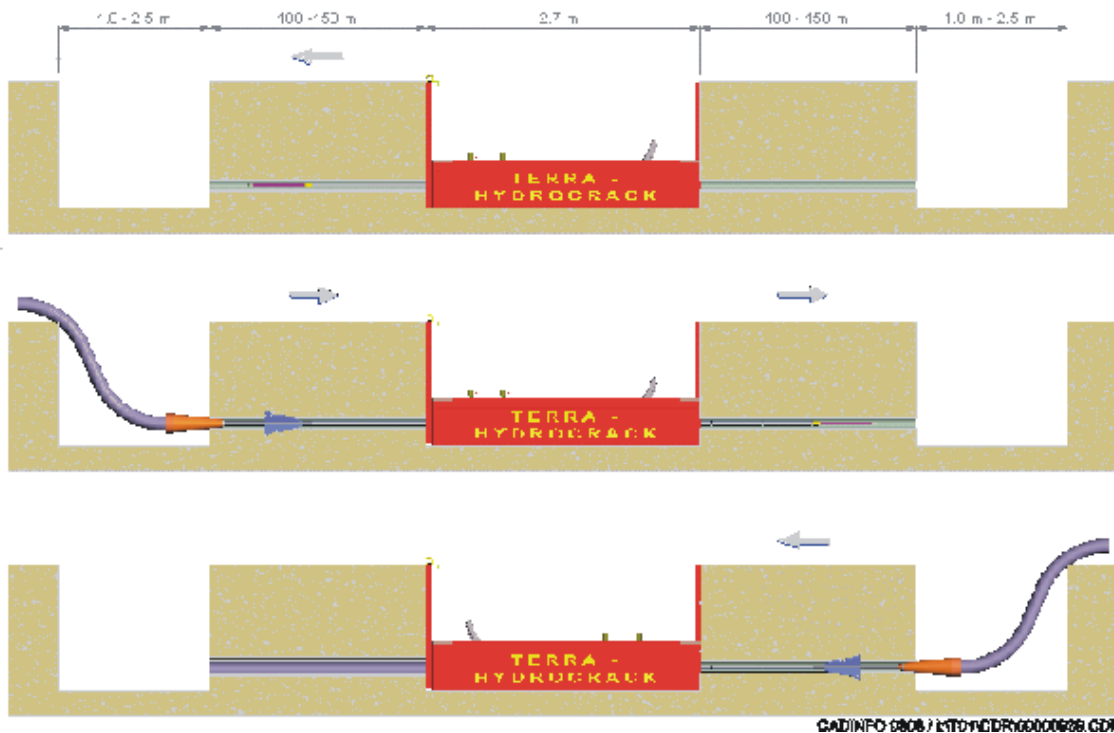 1.0 - 2.5 m
100 - 150 m
2.7 m
100 - 150 m
1.0 m - 2.5 m
TERRA -
HYDROCRACK
TERRA -
HYDROCRACK
TERRA -
HYDROCRACK